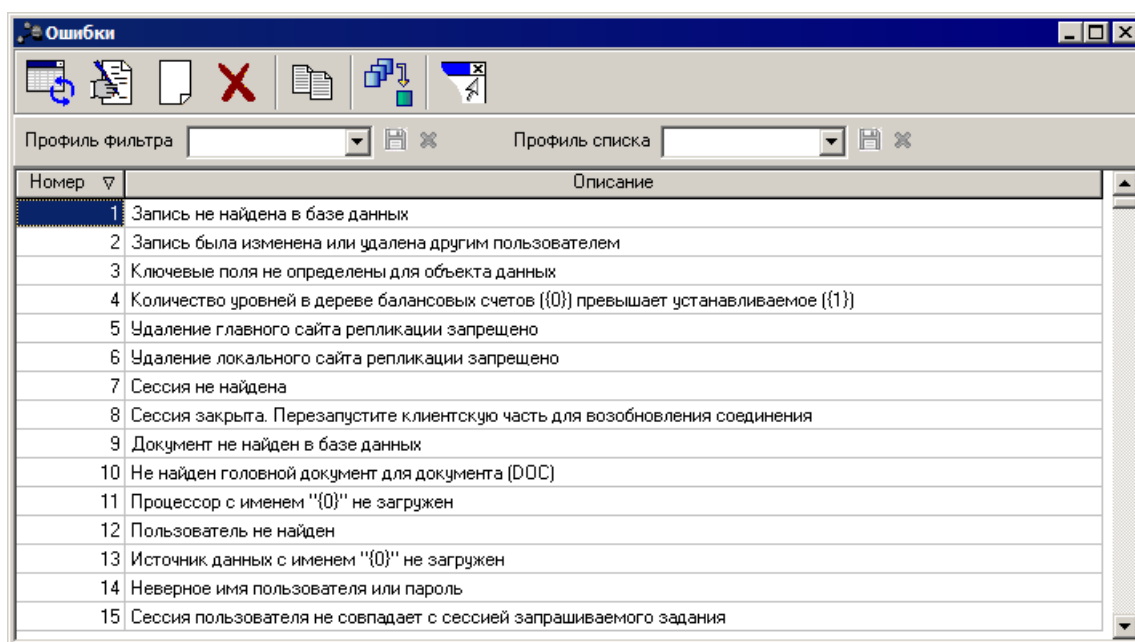 Ошибки
Профиль фильтра Профиль списка
Номер Описание
1 Запись не найдена в базе данных
2 Запись была изменена или удалена другим пользователем
3 Ключевые поля не определены для объекта данных
4 Количество уровней в дереве балансовых счетов ({0}) превышает устанавливаемое ({1})
5 Удаление главного сайта репликации запрещено
6 Удаление локального сайта репликации запрещено
7 Сессия не найдена
8 Сессия закрыта. Перезапустите клиентскую часть для возобновления соединения
9 Документ не найден в базе данных
10 Не найден головной документ для документа (DOC)
11 Процессор с именем "{0}" не загружен
12 Пользователь не найден
13 Источник данных с именем "{0}" не загружен
14 Неверное имя пользователя или пароль
15 Сессия пользователя не совпадает с сессией запрашиваемого задания